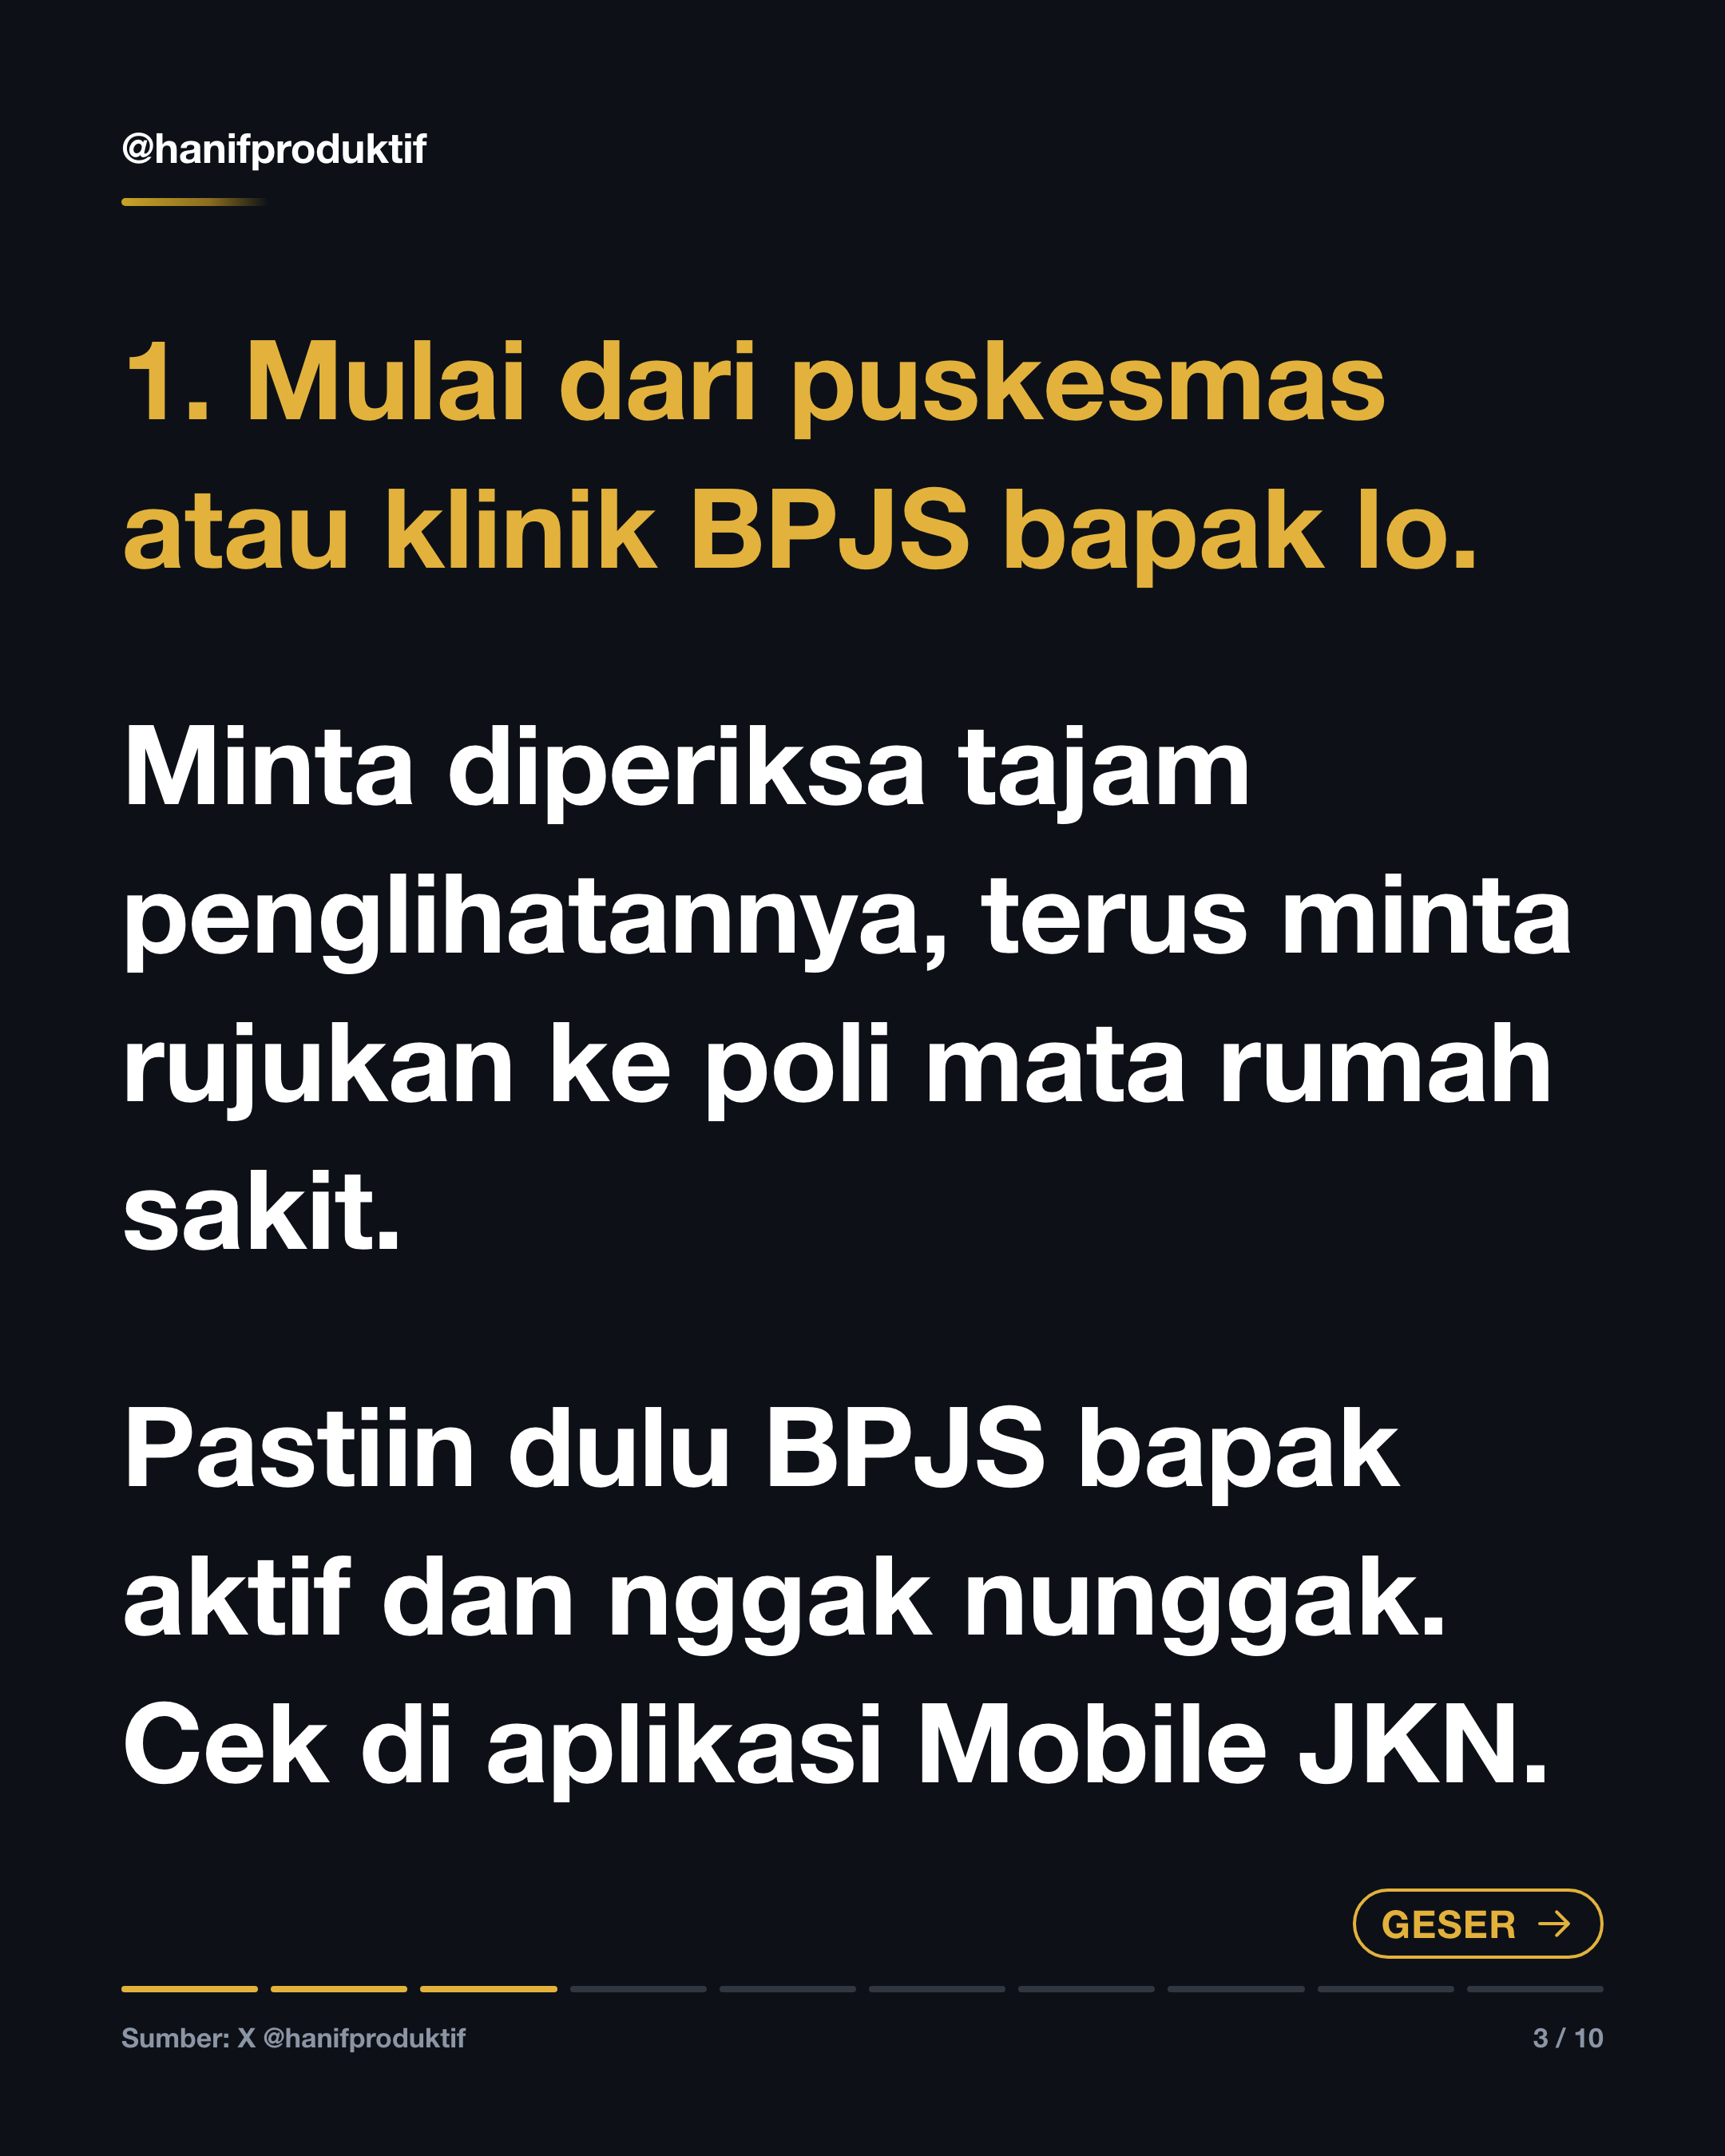 @hanifproduktif
1. Mulai dari puskesmas
atau klinik BPJS bapak lo.
Minta diperiksa tajam
penglihatannya, terus minta
rujukan ke poli mata rumah
sakit.
Pastiin dulu BPJS bapak
aktif dan nggak nunggak.
Cek di aplikasi Mobile JKN.
GESER →
Sumber: X @hanifproduktif
3 / 10